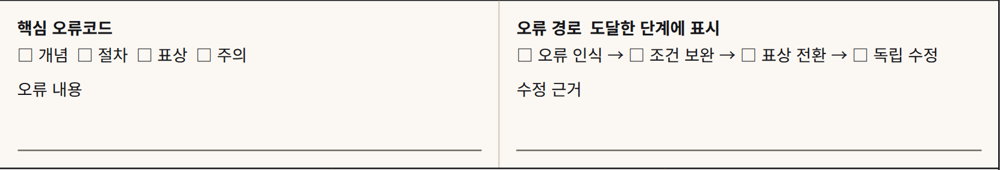 핵심 오류코드
□ 개념 □ 절차 □ 표상 □ 주의
오류 내용
오류 경로 도달한 단계에 표시
□ 오류 인식 → □ 조건 보완 → □ 표상 전환 → □ 독립 수정
수정 근거